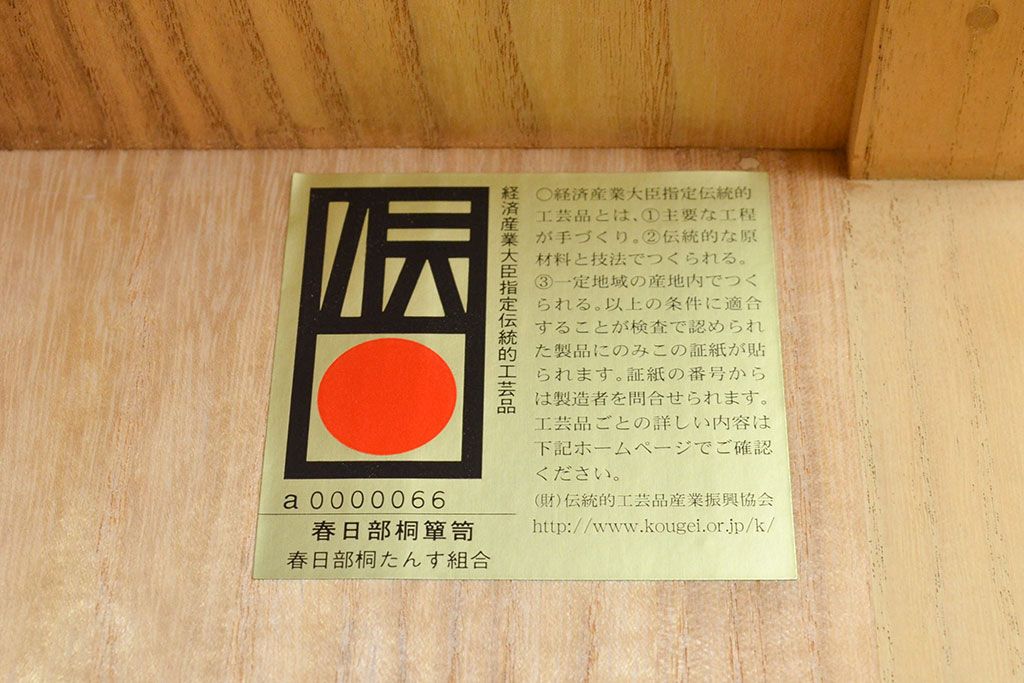 伝
経済産業大臣指定伝統的工芸品
a0000066
春日部桐簞笥
春日部桐たんす組合
○経済産業大臣指定伝統的
工芸品とは、①主要な工程
が手づくり。②伝統的な原
材料と技法でつくられる。
③一定地域の産地内でつく
られる。以上の条件に適合
することが検査で認められ
た製品にのみこの証紙が貼
られます。証紙の番号から
は製造者を問合せられます。
工芸品ごとの詳しい内容は
下記ホームページでご確認
ください。
(財)伝統的工芸品産業振興協会
http://www.kougei.or.jp/k/